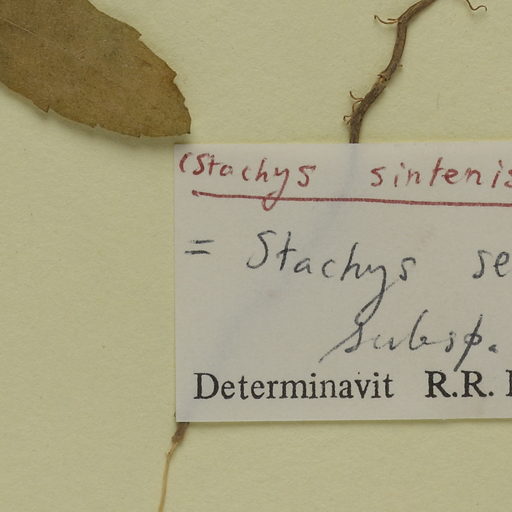 (Stachys sintenis
= Stachys se
subsp.
Determinavit R.R.